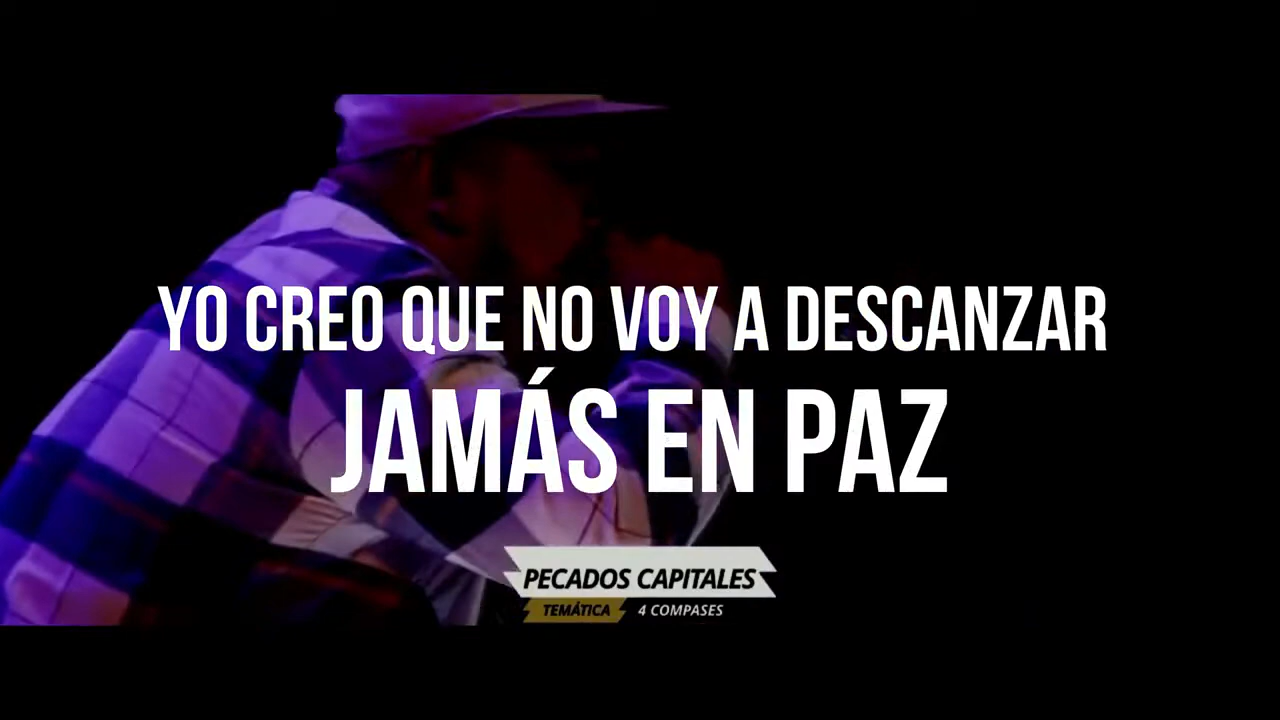 YO CREO QUE NO VOY A DESCANZAR
JAMÁS EN PAZ
PECADOS CAPITALES
TEMÁTICA 4 COMPASES